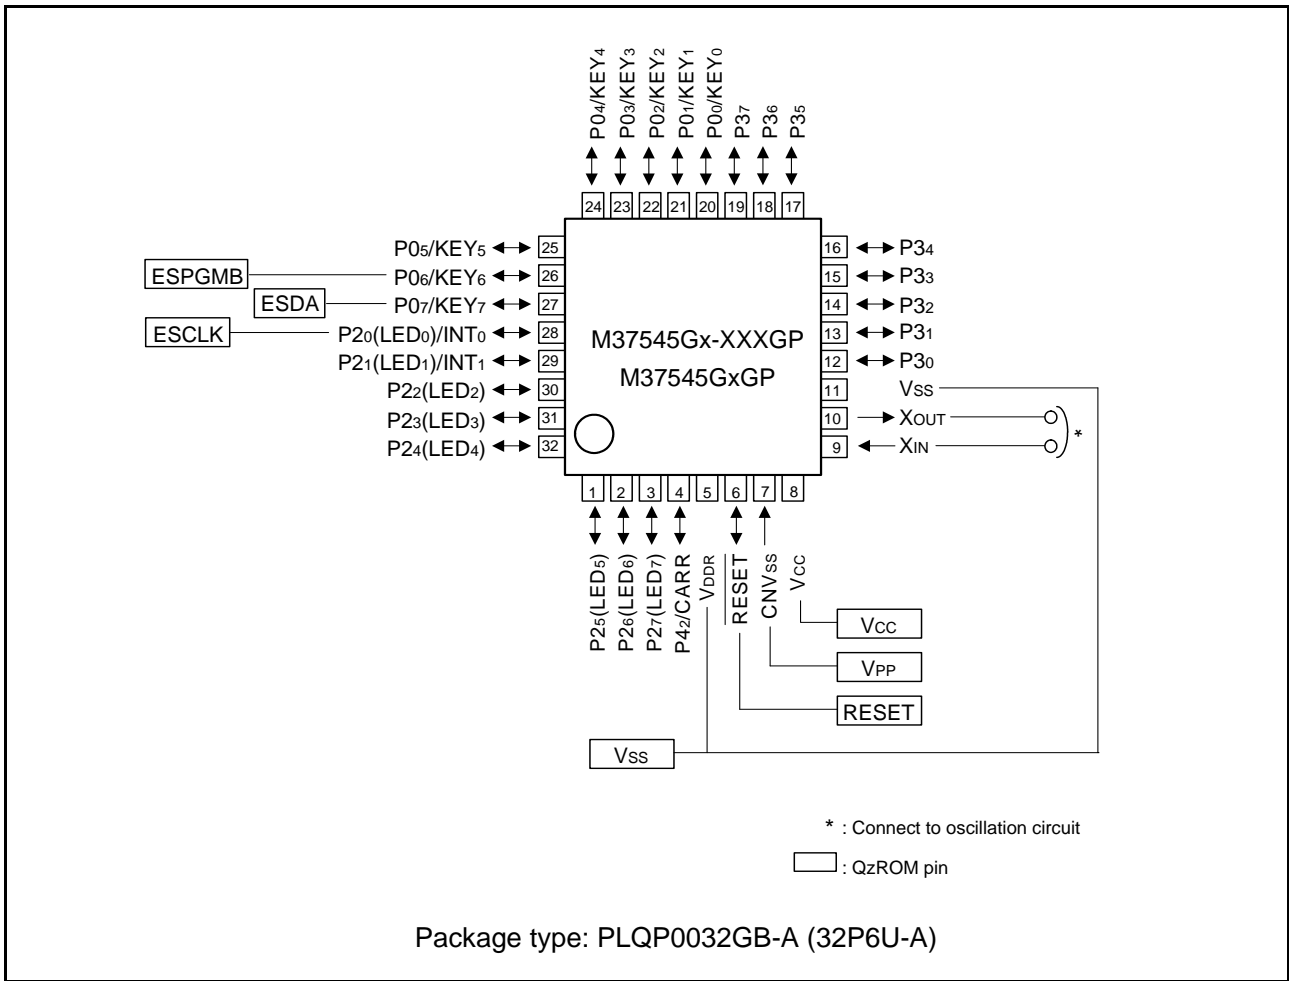 P04/KEY4
P03/KEY3
P02/KEY2
P01/KEY1
P00/KEY0
P37
P36
P35
24 23 22 21 20 19 18 17
P05/KEY5 25
ESPGMB P06/KEY6 26
ESDA P07/KEY7 27
ESCLK P20(LED0)/INT0 28
P21(LED1)/INT1 29
P22(LED2) 30
P23(LED3) 31
P24(LED4) 32
M37545Gx-XXXGP
M37545GxGP
16 P34
15 P33
14 P32
13 P31
12 P30
11 VSS
10 XOUT
9 XIN
*
1 2 3 4 5 6 7 8
P25(LED5)
P26(LED6)
P27(LED7)
P42/CARR
VDDR
RESET
CNVSS
VCC
VCC
VPP
RESET
VSS
* : Connect to oscillation circuit
: QzROM pin
Package type: PLQP0032GB-A (32P6U-A)